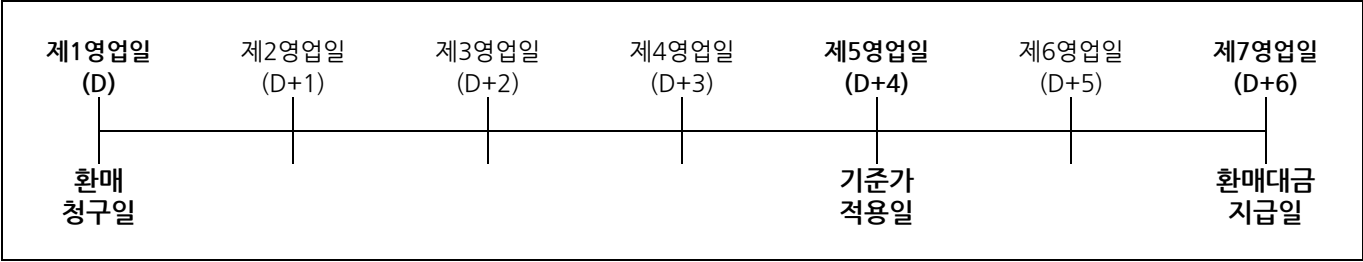 제1영업일 제2영업일 제3영업일 제4영업일 제5영업일 제6영업일 제7영업일
(D) (D+1) (D+2) (D+3) (D+4) (D+5) (D+6)
환매 기준가 환매대금
청구일 적용일 지급일